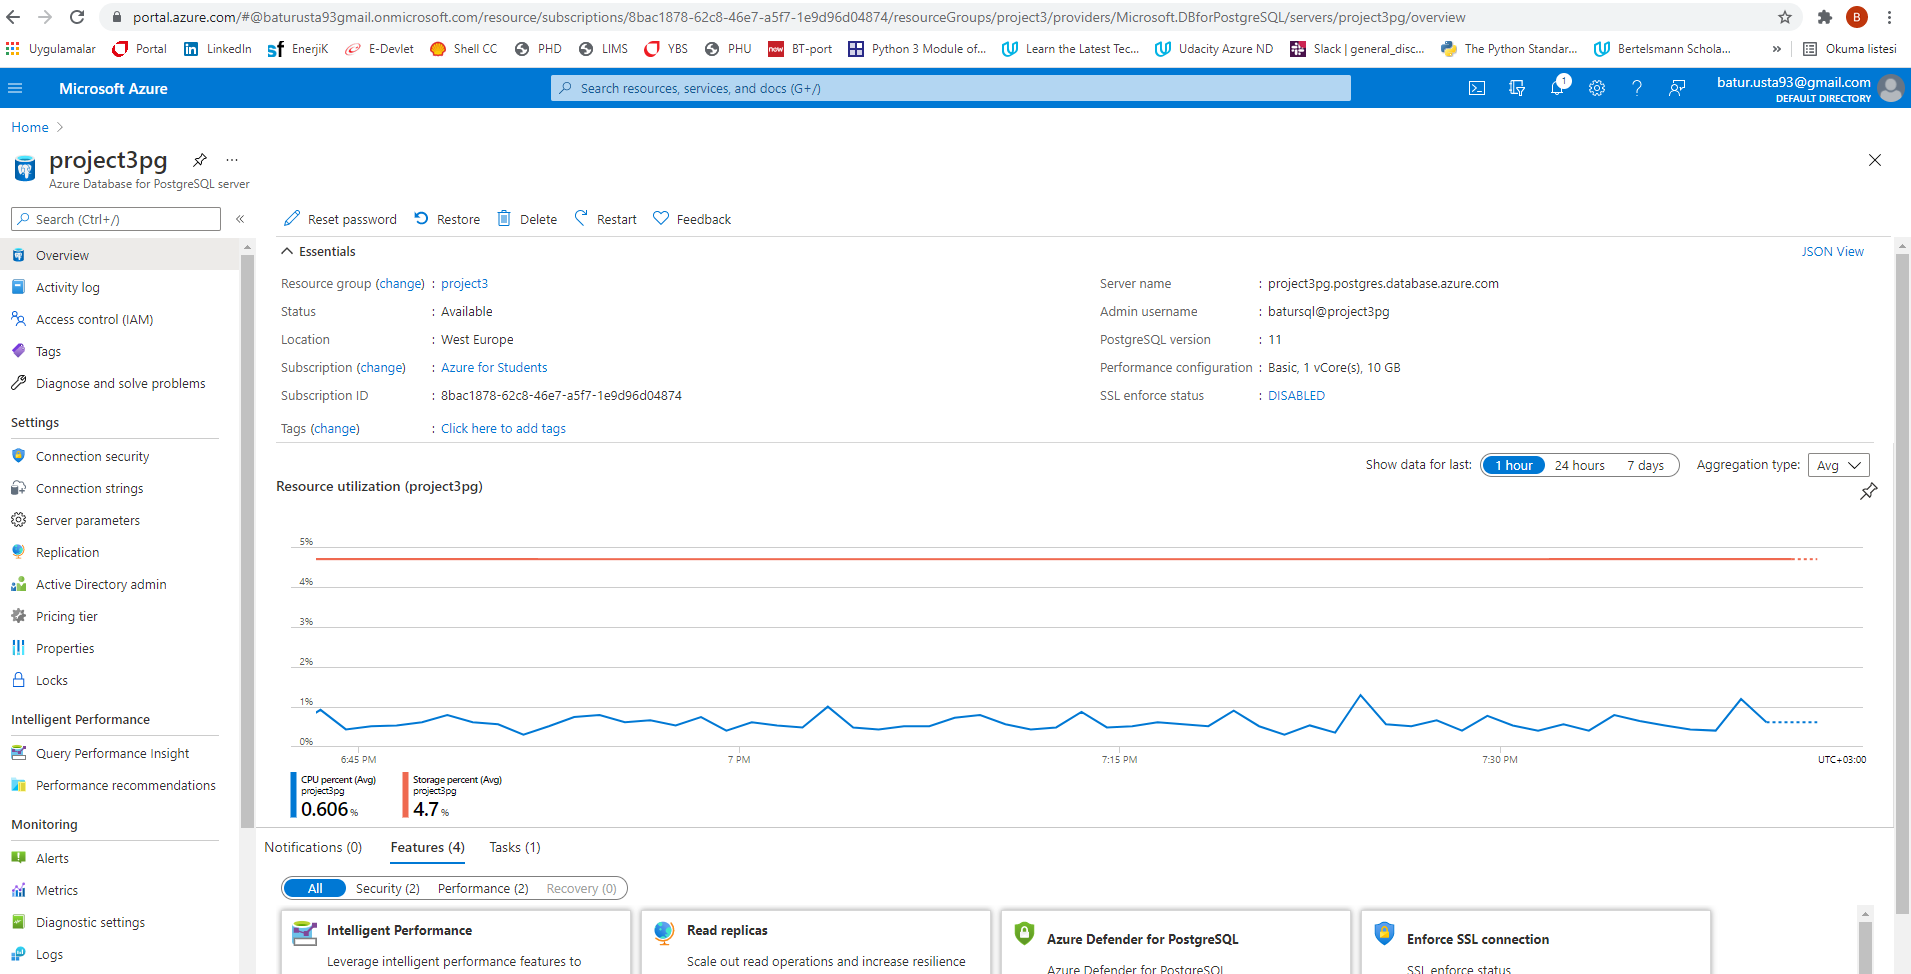 portal.azure.com/#@baturusta93gmail.onmicrosoft.com/resource/subscriptions/8bac1878-62c8-46e7-a5f7-1e9d96d04874/resourceGroups/project3/providers/Microsoft.DBforPostgreSQL/servers/project3pg/overview
B
Uygulamalar Portal LinkedIn EnerjiK E-Devlet Shell CC PHD LIMS YBS PHU BT-port Python 3 Module of... Learn the Latest Tec... Udacity Azure ND Slack | general_disc... The Python Standar... Bertelsmann Schola... » Okuma listesi
Microsoft Azure
Search resources, services, and docs (G+/)
1
batur.usta93@gmail.com
DEFAULT DIRECTORY
Home >
project3pg ...
Azure Database for PostgreSQL server
Search (Ctrl+/)
«
Overview
Activity log
Access control (IAM)
Tags
Diagnose and solve problems
Settings
Connection security
Connection strings
Server parameters
Replication
Active Directory admin
Pricing tier
Properties
Locks
Intelligent Performance
Query Performance Insight
Performance recommendations
Monitoring
Alerts
Metrics
Diagnostic settings
Logs
Reset password Restore Delete Restart Feedback
Essentials
JSON View
Resource group (change) : project3
Status : Available
Location : West Europe
Subscription (change) : Azure for Students
Subscription ID : 8bac1878-62c8-46e7-a5f7-1e9d96d04874
Tags (change) : Click here to add tags
Server name : project3pg.postgres.database.azure.com
Admin username : batursql@project3pg
PostgreSQL version : 11
Performance configuration : Basic, 1 vCore(s), 10 GB
SSL enforce status : DISABLED
Show data for last: 1 hour 24 hours 7 days Aggregation type: Avg
Resource utilization (project3pg)
5%
4%
3%
2%
1%
0%
6:45 PM 7 PM 7:15 PM 7:30 PM UTC+03:00
CPU percent (Avg)
project3pg
0.606 %
Storage percent (Avg)
project3pg
4.7 %
Notifications (0) Features (4) Tasks (1)
All Security (2) Performance (2) Recovery (0)
Intelligent Performance
Leverage intelligent performance features to
Read replicas
Scale out read operations and increase resilience
Azure Defender for PostgreSQL
Azure Defender for PostgreSQL
Enforce SSL connection
SSL enforce status